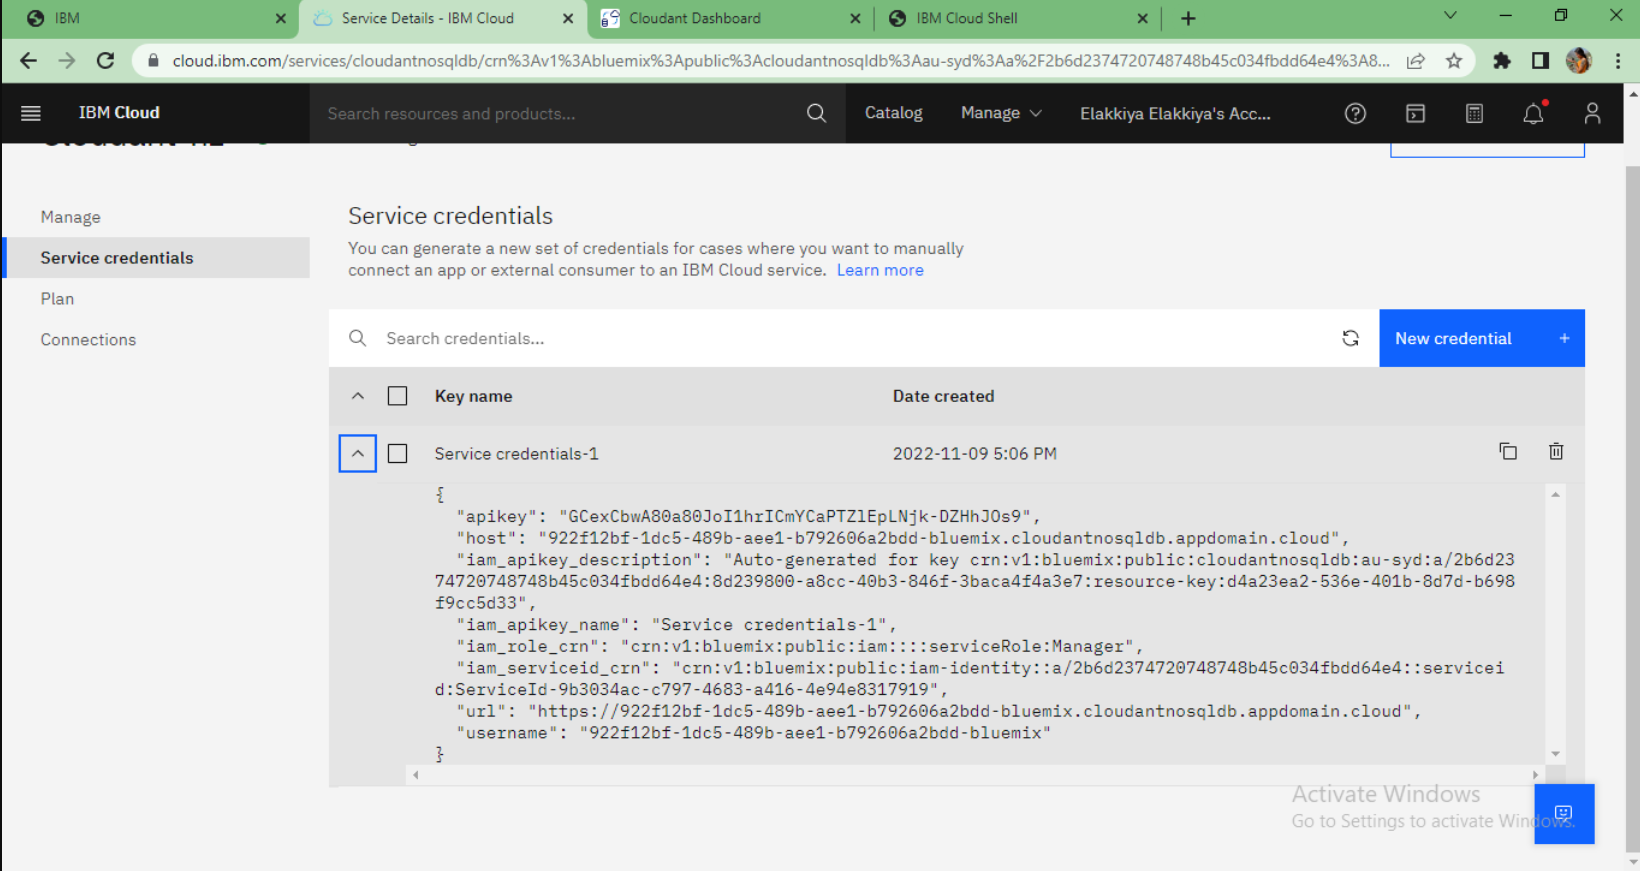 IBM
Service Details - IBM Cloud
Cloudant Dashboard
IBM Cloud Shell
cloud.ibm.com/services/cloudantnosqldb/crn%3Av1%3Abluemix%3Apublic%3Acloudantnosqldb%3Aau-syd%3Aa%2F2b6d2374720748748b45c034fbdd64e4%3A8...
IBM Cloud
Search resources and products...
Catalog
Manage
Elakkiya Elakkiya's Acc...
Manage
Service credentials
Plan
Connections
Service credentials
You can generate a new set of credentials for cases where you want to manually
connect an app or external consumer to an IBM Cloud service. Learn more
Search credentials...
New credential +
Key name
Date created
Service credentials-1
2022-11-09 5:06 PM
{
"apikey": "GCexCbwA80a80JoI1hrICmYCaPTZlEpLNjk-DZHhJOs9",
"host": "922f12bf-1dc5-489b-aee1-b792606a2bdd-bluemix.cloudantnosqldb.appdomain.cloud",
"iam_apikey_description": "Auto-generated for key crn:v1:bluemix:public:cloudantnosqldb:au-syd:a/2b6d23
74720748748b45c034fbdd64e4:8d239800-a8cc-40b3-846f-3baca4f4a3e7:resource-key:d4a23ea2-536e-401b-8d7d-b698
f9cc5d33",
"iam_apikey_name": "Service credentials-1",
"iam_role_crn": "crn:v1:bluemix:public:iam::::serviceRole:Manager",
"iam_serviceid_crn": "crn:v1:bluemix:public:iam-identity::a/2b6d2374720748748b45c034fbdd64e4::servicei
d:ServiceId-9b3034ac-c797-4683-a416-4e94e8317919",
"url": "https://922f12bf-1dc5-489b-aee1-b792606a2bdd-bluemix.cloudantnosqldb.appdomain.cloud",
"username": "922f12bf-1dc5-489b-aee1-b792606a2bdd-bluemix"
}
Activate Windows
Go to Settings to activate Windows.